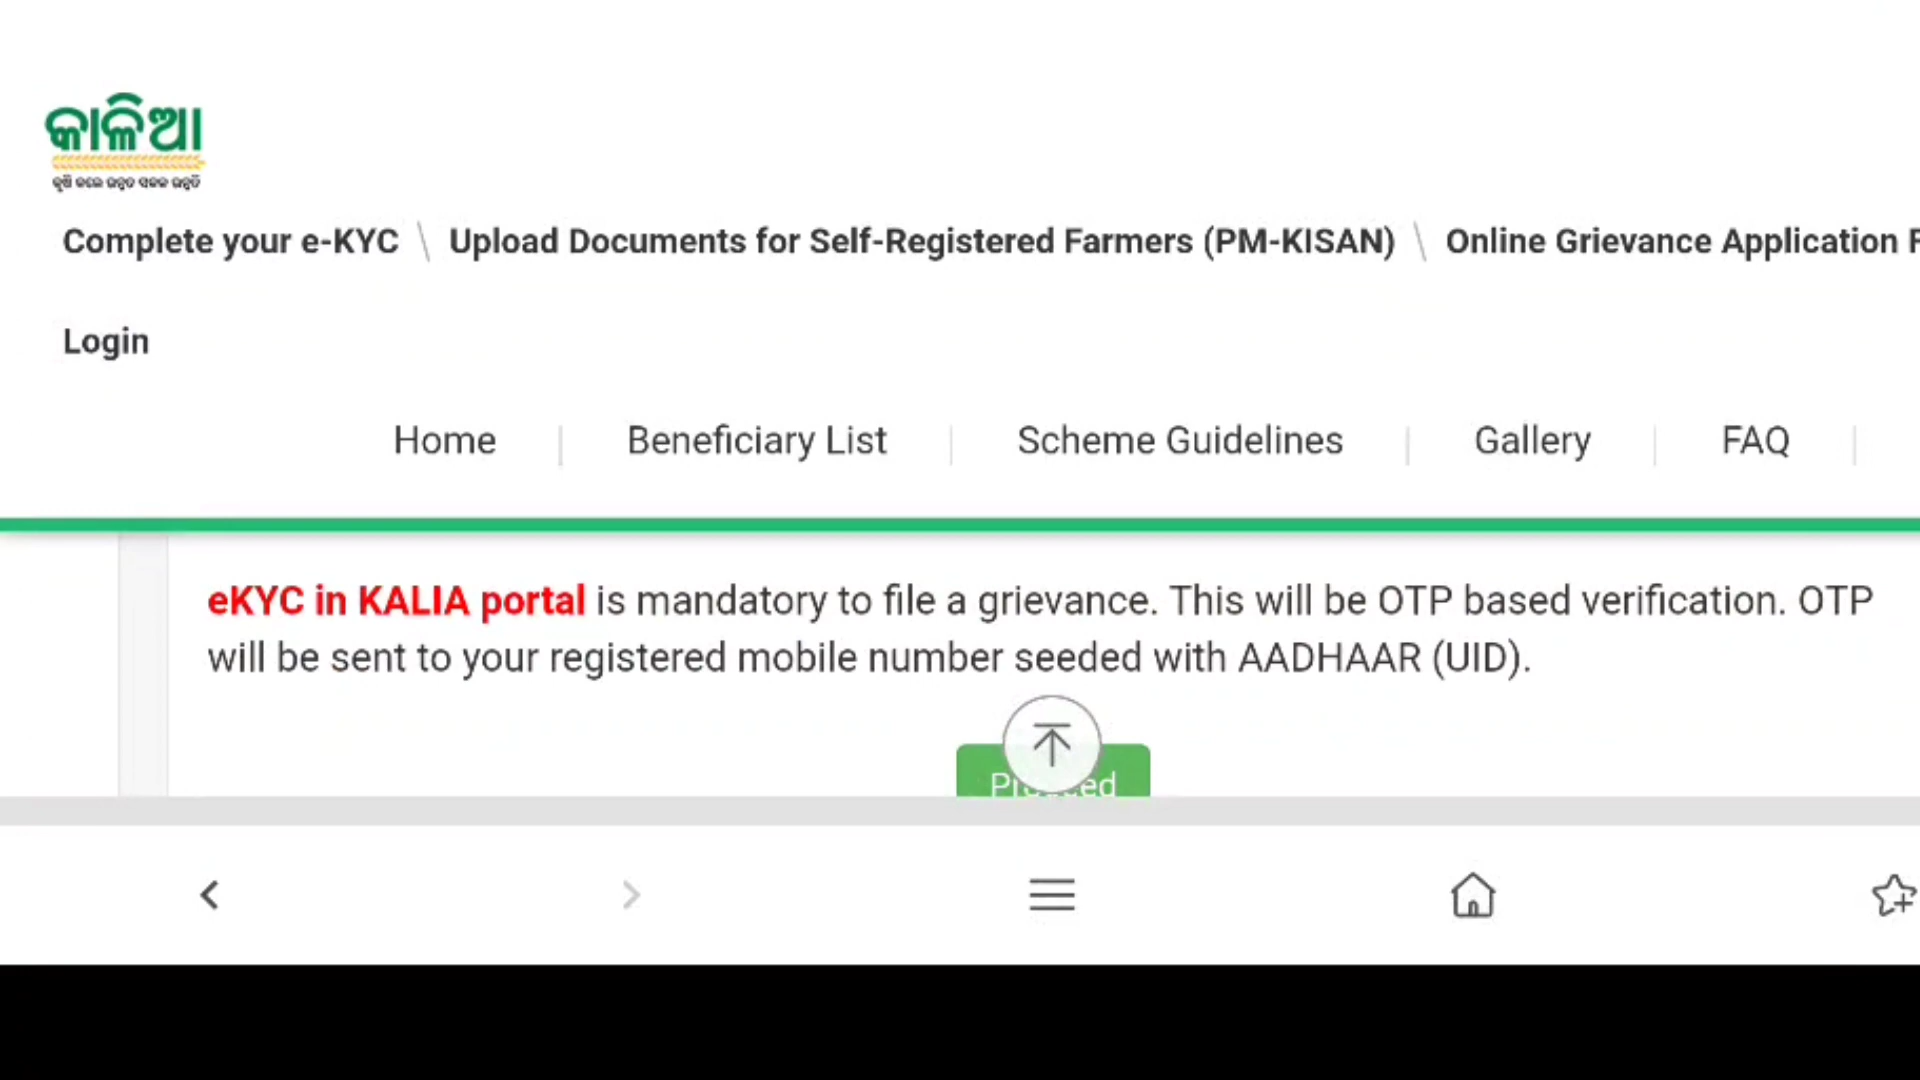 କାଳିଆ
Complete your e-KYC \ Upload Documents for Self-Registered Farmers (PM-KISAN) \ Online Grievance Application F
Login
Home | Beneficiary List | Scheme Guidelines | Gallery | FAQ |
eKYC in KALIA portal is mandatory to file a grievance. This will be OTP based verification. OTP
will be sent to your registered mobile number seeded with AADHAAR (UID).